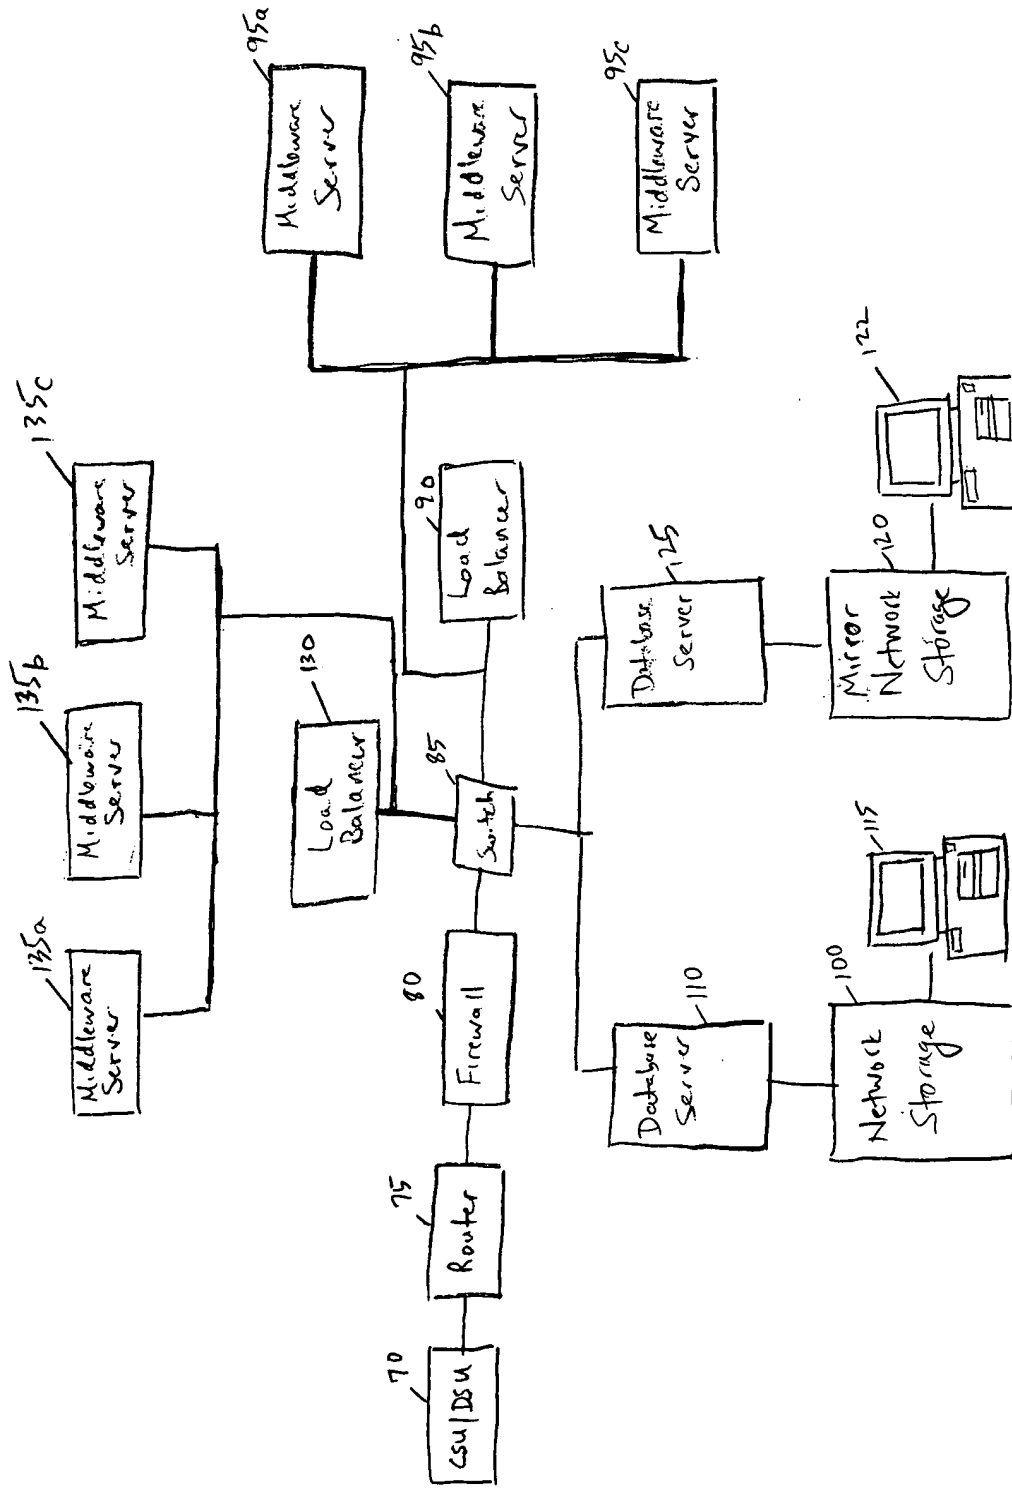 135a
Middleware
Server
135b
Middleware
Server
135c
Middleware
Server
95a
Middleware
Server
95b
Middleware
Server
95c
Middleware
Server
130
Load
Balancer
90
Load
Balancer
70
CSU/DSU
75
Router
80
Firewall
85
Switch
110
Database
Server
125
Database
Server
100
Network
Storage
115
120
Mirror
Network
Storage
122